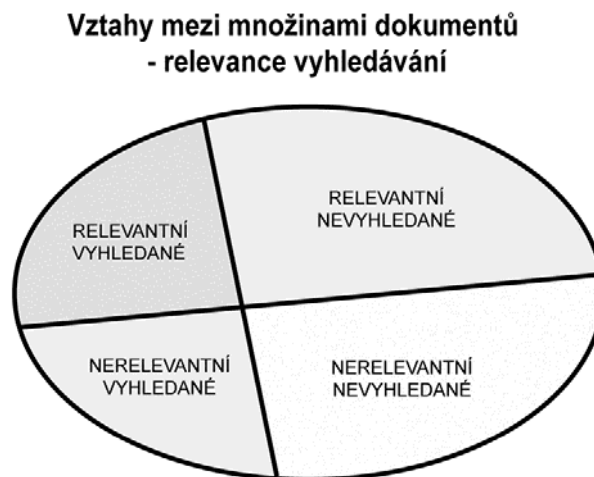 Vztahy mezi množinami dokumentů
- relevance vyhledávání
RELEVANTNÍ
VYHLEDANÉ
RELEVANTNÍ
NEVYHLEDANÉ
NERELEVANTNÍ
VYHLEDANÉ
NERELEVANTNÍ
NEVYHLEDANÉ